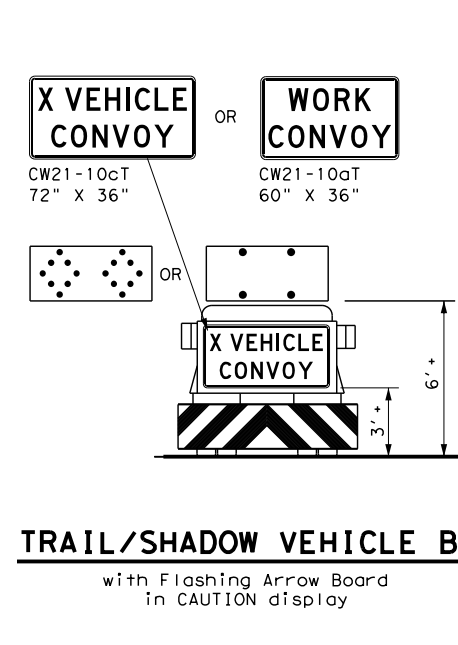 X VEHICLE
CONVOY
OR
WORK
CONVOY
CW21-10cT
72" X 36"
CW21-10aT
60" X 36"
OR
X VEHICLE
CONVOY
6' +
3' +
TRAIL/SHADOW VEHICLE B
with Flashing Arrow Board
in CAUTION display